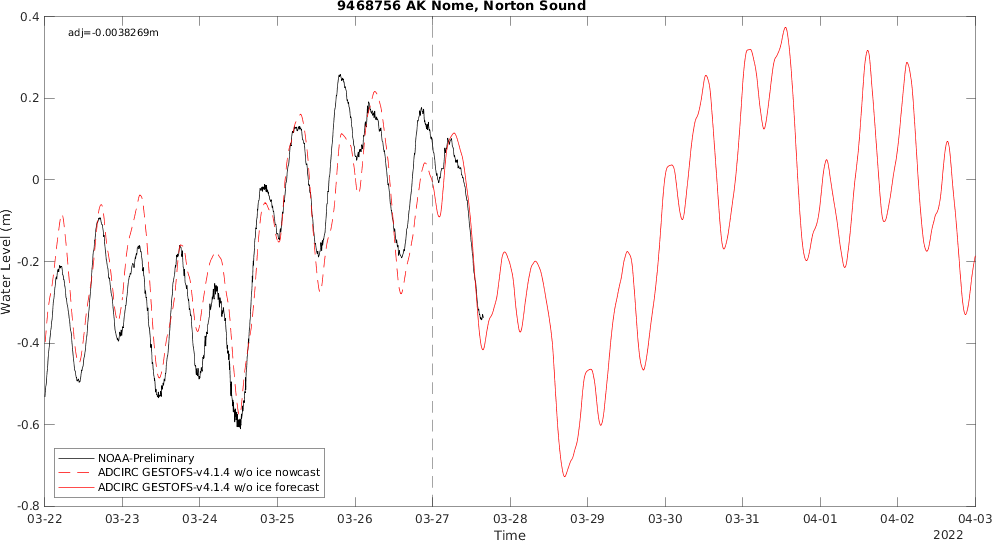 9468756 AK Nome, Norton Sound
adj=-0.0038269m
0.4
0.2
0
-0.2
-0.4
-0.6
-0.8
Water Level (m)
NOAA-Preliminary
ADCIRC GESTOFS-v4.1.4 w/o ice nowcast
ADCIRC GESTOFS-v4.1.4 w/o ice forecast
03-22 03-23 03-24 03-25 03-26 03-27 03-28 03-29 03-30 03-31 04-01 04-02 04-03
Time
2022